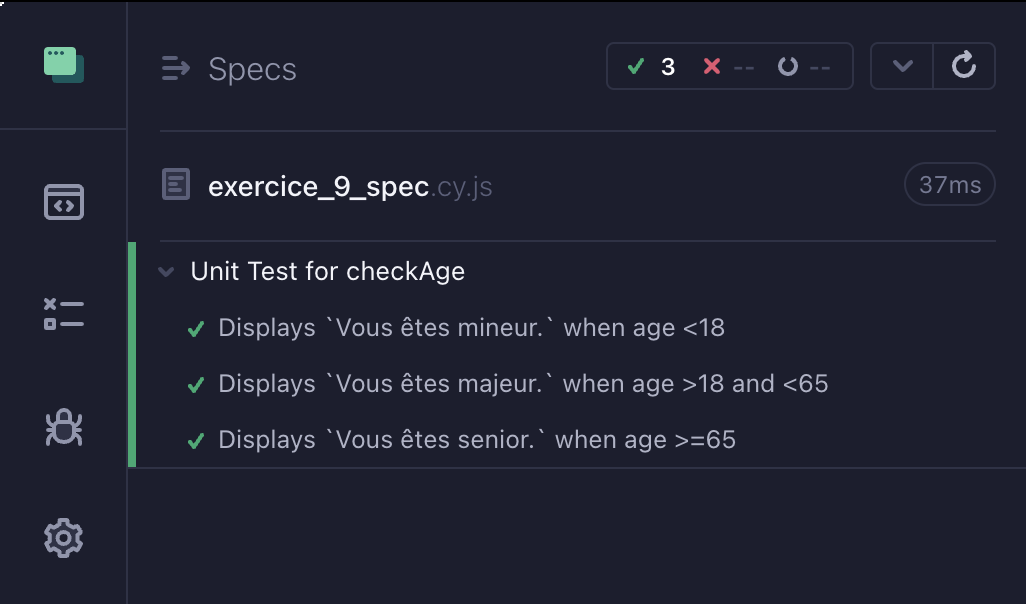 Specs
3 -- --
exercice_9_spec.cy.js
37ms
Unit Test for checkAge
Displays `Vous êtes mineur.` when age <18
Displays `Vous êtes majeur.` when age >18 and <65
Displays `Vous êtes senior.` when age >=65